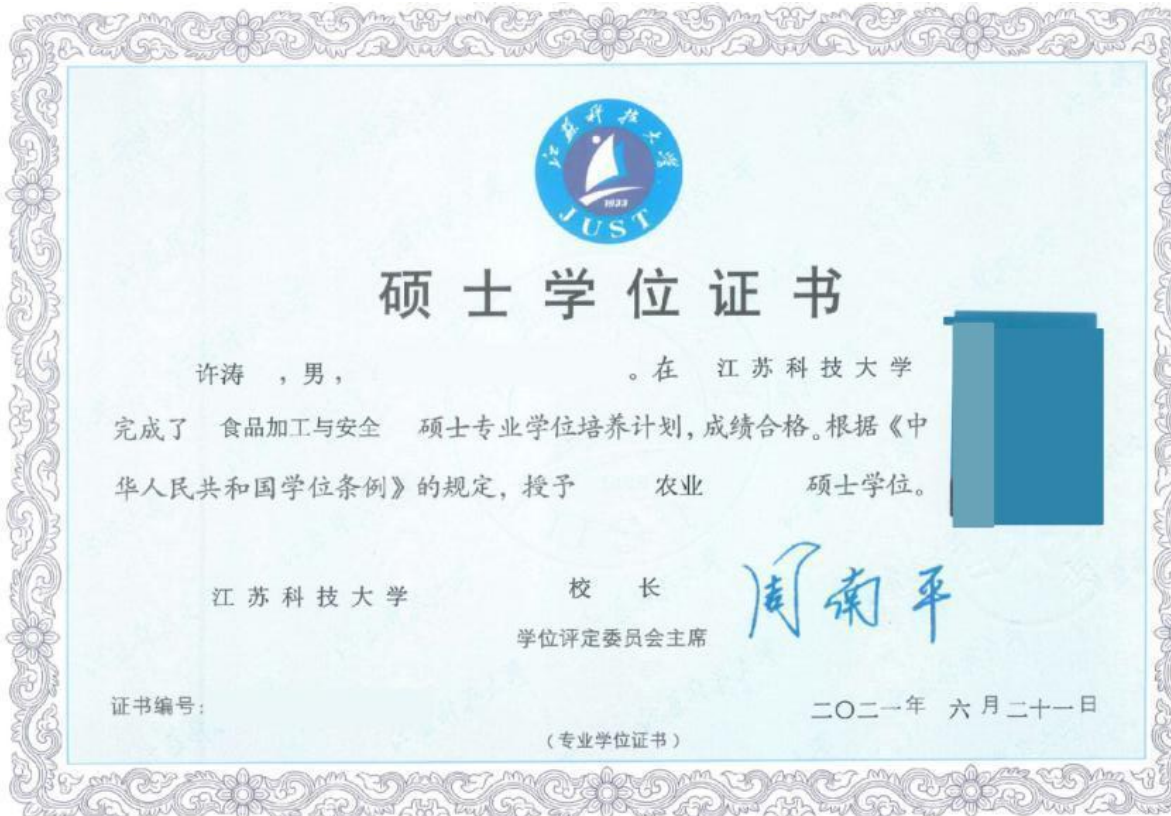 江苏科技大学
1933
JUST
硕士学位证书
许涛 ,男, 。在 江苏科技大学
完成了 食品加工与安全 硕士专业学位培养计划,成绩合格。根据《中
华人民共和国学位条例》的规定,授予 农业 硕士学位。
江苏科技大学 校 长 周南平
学位评定委员会主席
证书编号: 二〇二一年 六月二十一日
(专业学位证书)